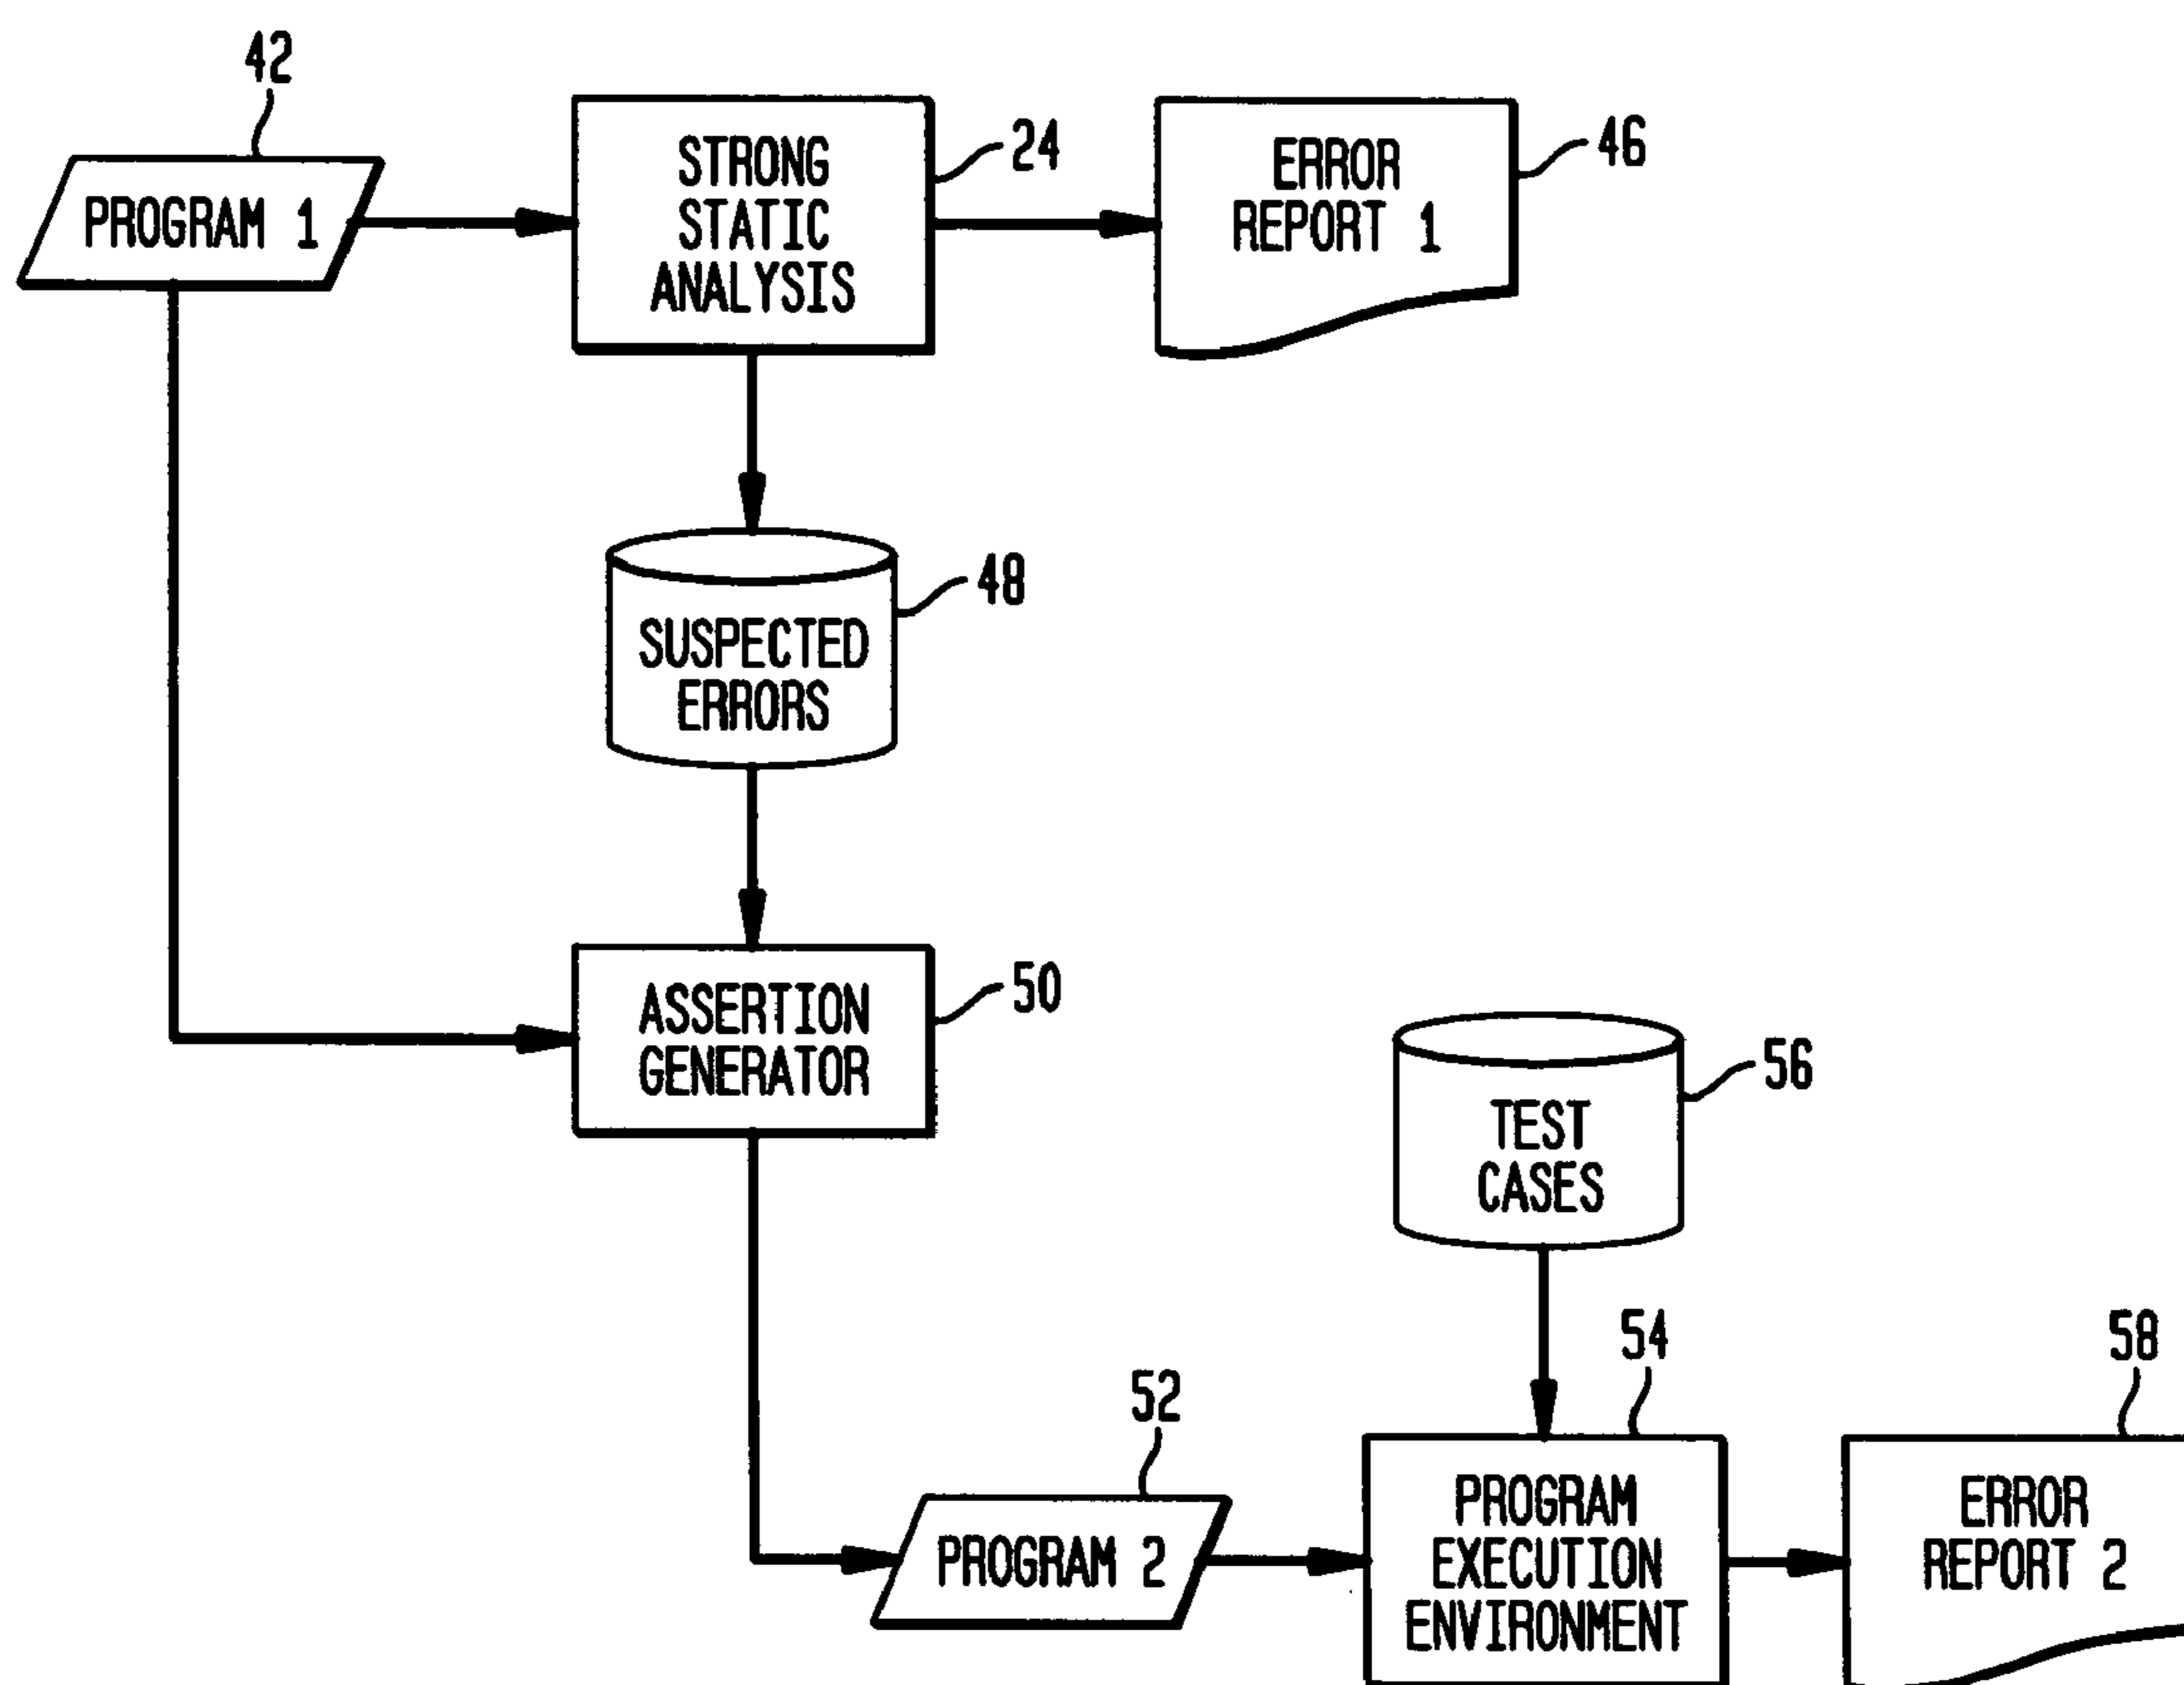 42
PROGRAM 1
STRONG
STATIC
ANALYSIS
24
ERROR
REPORT 1
46
SUSPECTED
ERRORS
48
ASSERTION
GENERATOR
50
TEST
CASES
56
52
PROGRAM 2
54
PROGRAM
EXECUTION
ENVIRONMENT
58
ERROR
REPORT 2